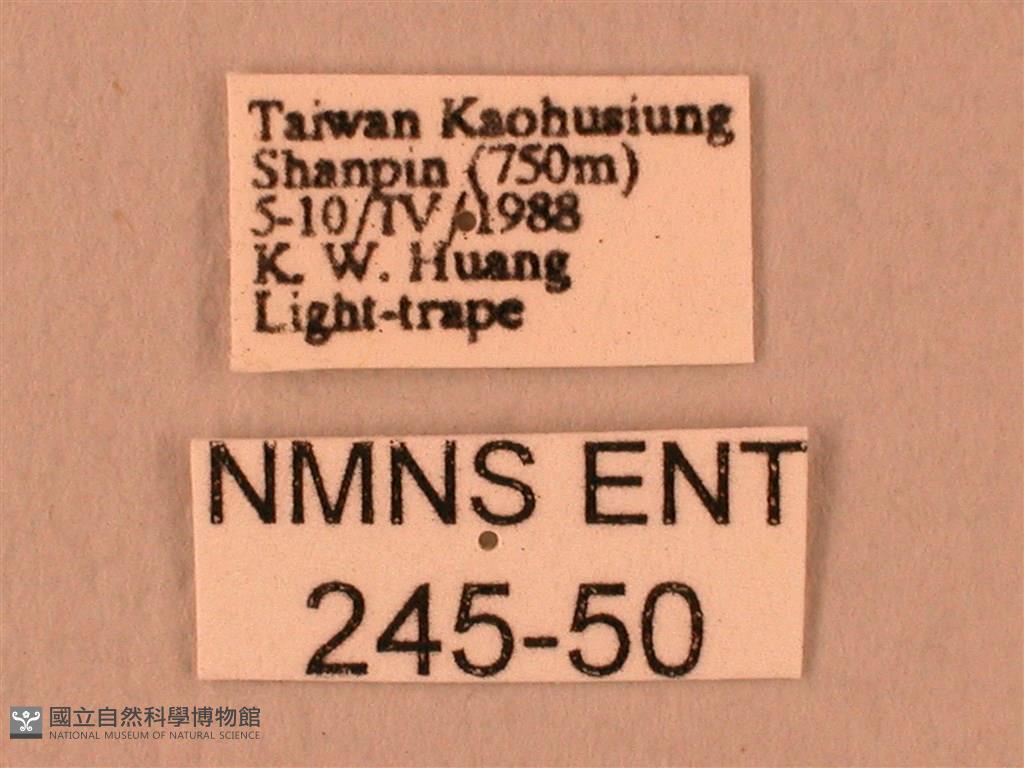 Taiwan Kaohusiung
Shanpin (750m)
5-10/IV/1988
K. W. Huang
Light-trape
NMNS ENT
245-50
國立自然科學博物館
NATIONAL MUSEUM OF NATURAL SCIENCE